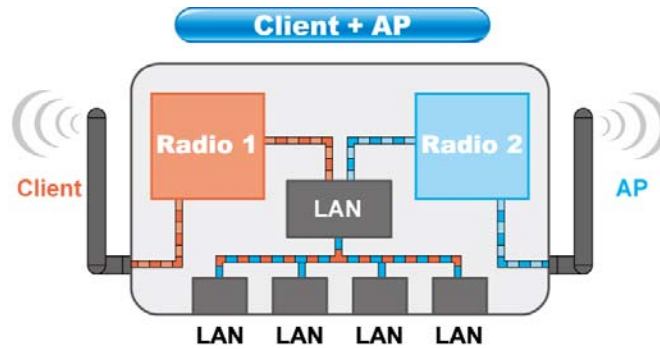 Client + AP
Radio 1
Radio 2
Client
LAN
AP
LAN LAN LAN LAN